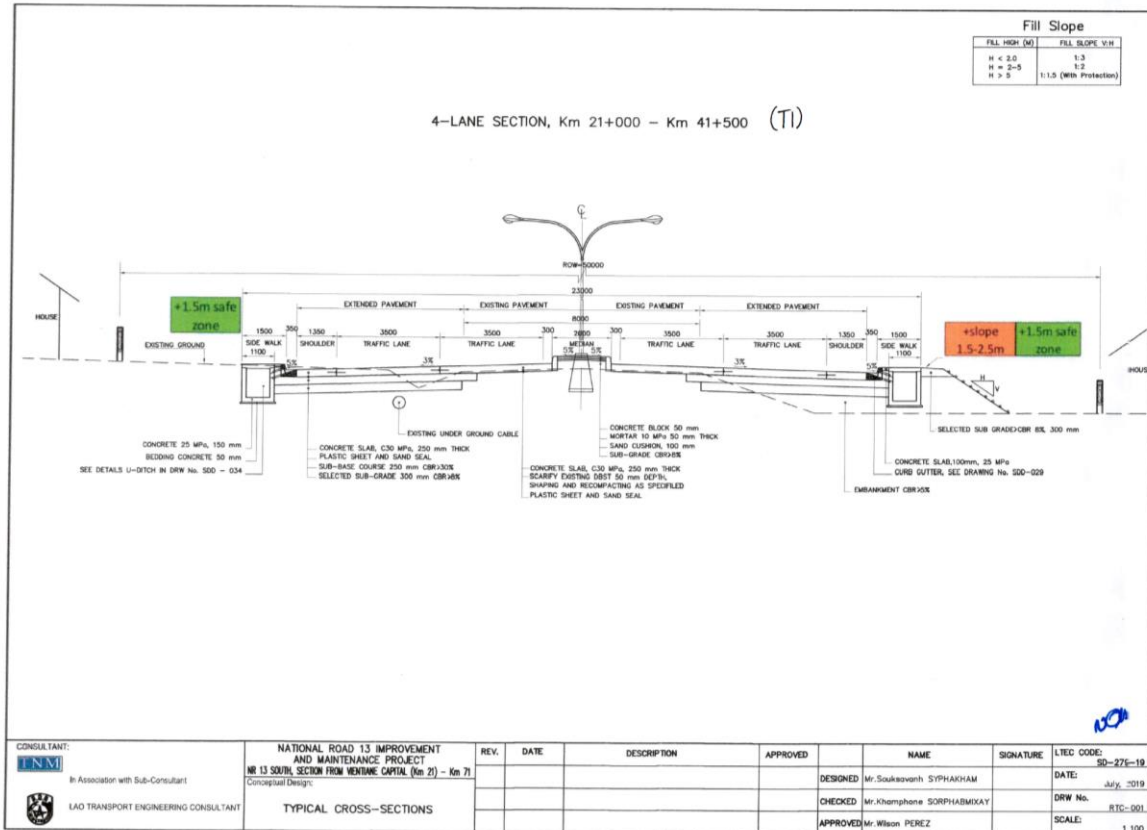 Fill Slope
FILL HIGH (M) FILL SLOPE V:H
H < 2.0 1:3
H = 2-5 1:2
H > 5 1:1.5 (With Protection)
4-LANE SECTION, Km 21+000 - Km 41+500 (T1)
℄
ROW-50000
23000
EXTENDED PAVEMENT EXISTING PAVEMENT EXISTING PAVEMENT EXTENDED PAVEMENT
8000
+1.5m safe zone
+slope 1.5-2.5m
+1.5m safe zone
HOUSE
HOUSE
EXISTING GROUND
1500 350 1350 3500 3500 300 2600 300 3500 3500 1350 350 1500
SIDE WALK SHOULDER TRAFFIC LANE TRAFFIC LANE MEDIAN TRAFFIC LANE TRAFFIC LANE SHOULDER SIDE WALK
1100 5% 3% 5% 5% 3% 5% 1100
H
V
EXISTING UNDER GROUND CABLE
CONCRETE 25 MPa, 150 mm
BEDDING CONCRETE 50 mm
SEE DETAILS U-DITCH IN DRW No. SDD - 034
CONCRETE SLAB, C30 MPa, 250 mm THICK
PLASTIC SHEET AND SAND SEAL
SUB-BASE COURSE 250 mm CBR>30%
SELECTED SUB-GRADE 300 mm CBR>8%
CONCRETE BLOCK 50 mm
MORTAR 10 MPa 50 mm THICK
SAND CUSHION, 100 mm
SUB-GRADE CBR>8%
CONCRETE SLAB, C30 MPa, 250 mm THICK
SCARIFY EXISTING DBST 50 mm DEPTH,
SHAPING AND RECOMPACTING AS SPECIFILED
PLASTIC SHEET AND SAND SEAL
SELECTED SUB GRADE>CBR 8%, 300 mm
CONCRETE SLAB,100mm, 25 MPa
CURB GUTTER, SEE DRAWING No. SDD-029
EMBANKMENT CBR>5%
CONSULTANT:
TNM
In Association with Sub-Consultant
LAO TRANSPORT ENGINEERING CONSULTANT
NATIONAL ROAD 13 IMPROVEMENT
AND MAINTENANCE PROJECT
NR 13 SOUTH, SECTION FROM VIENTIANE CAPITAL (Km 21) - Km 71
Conceptual Design:
TYPICAL CROSS-SECTIONS
REV. DATE DESCRIPTION APPROVED NAME SIGNATURE
DESIGNED Mr.Souksavanh SYPHAKHAM
CHECKED Mr.Khamphone SORPHABMIXAY
APPROVED Mr.Wilson PEREZ
LTEC CODE:
SD-276-19
DATE:
July, 2019
DRW No.
RTC-001
SCALE:
1:100